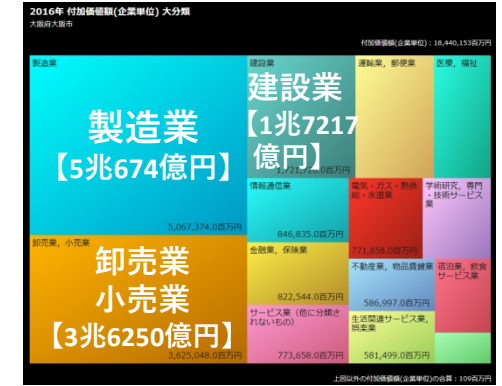 2016年 付加価値額(企業単位) 大分類
大阪府大阪市
付加価値額(企業単位)：18,440,153百万円
製造業
製造業
【5兆674億円】
5,067,374.0百万円
卸売業，小売業
卸売業
小売業
【3兆6250億円】
3,625,048.0百万円
建設業
建設業
【1兆7217
億円】
運輸業，郵便業
医療，福祉
情報通信業
846,835.0百万円
電気・ガス・熱供
給・水道業
771,858.0百万円
学術研究，専門
・技術サービス
業
金融業，保険業
822,544.0百万円
不動産業，物品賃貸業
586,997.0百万円
宿泊業，飲食
サービス業
サービス業（他に分類さ
れないもの）
773,658.0百万円
生活関連サービス業，
娯楽業
581,499.0百万円
上図以外の付加価値額(企業単位)の合算：109百万円